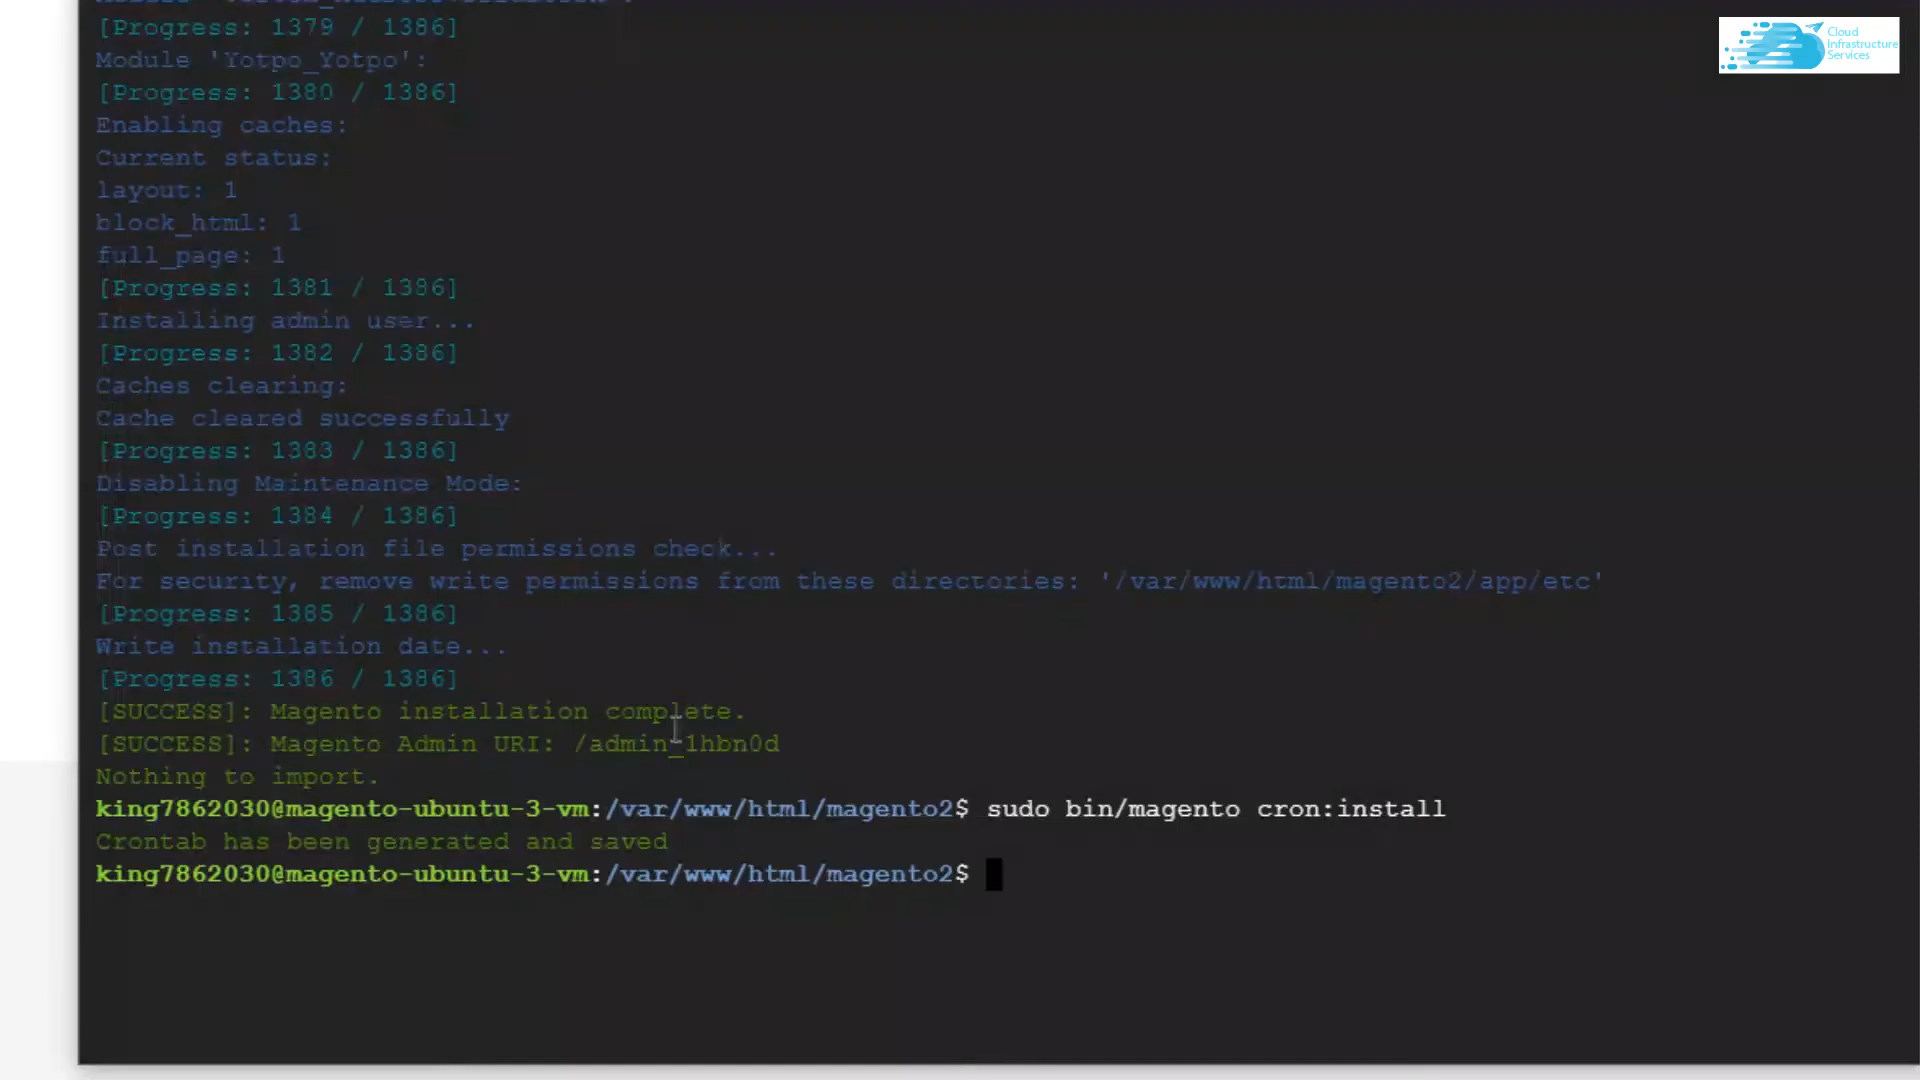 [Progress: 1379 / 1386]
Module 'Yotpo_Yotpo':
[Progress: 1380 / 1386]
Enabling caches:
Current status:
layout: 1
block_html: 1
full_page: 1
[Progress: 1381 / 1386]
Installing admin user...
[Progress: 1382 / 1386]
Caches clearing:
Cache cleared successfully
[Progress: 1383 / 1386]
Disabling Maintenance Mode:
[Progress: 1384 / 1386]
Post installation file permissions check...
For security, remove write permissions from these directories: '/var/www/html/magento2/app/etc'
[Progress: 1385 / 1386]
Write installation date...
[Progress: 1386 / 1386]
[SUCCESS]: Magento installation complete.
[SUCCESS]: Magento Admin URI: /admin_1hbn0d
Nothing to import.
king7862030@magento-ubuntu-3-vm:/var/www/html/magento2$ sudo bin/magento cron:install
Crontab has been generated and saved
king7862030@magento-ubuntu-3-vm:/var/www/html/magento2$
Cloud
Infrastructure
Services